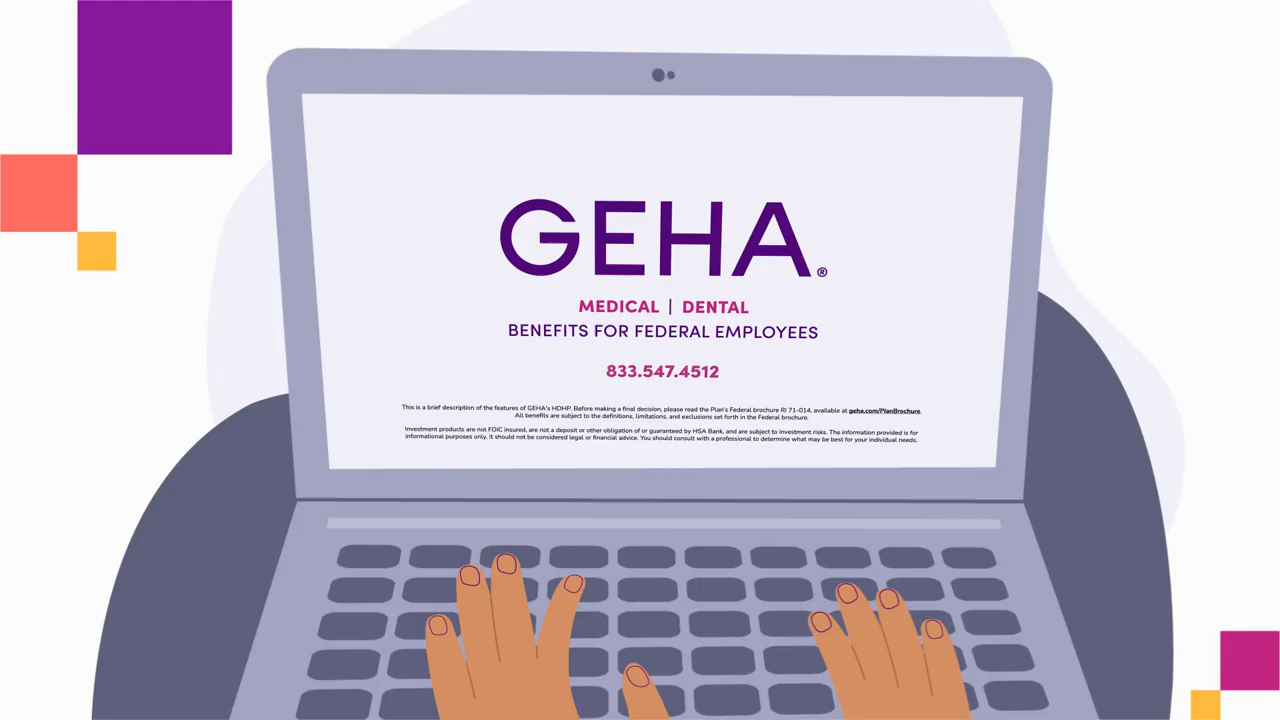 GEHA®
MEDICAL | DENTAL
BENEFITS FOR FEDERAL EMPLOYEES
833.547.4512
This is a brief description of the features of GEHA's HDHP. Before making a final decision, please read the Plan's Federal brochure RI 71-014, available at geha.com/PlanBrochure.
All benefits are subject to the definitions, limitations, and exclusions set forth in the Federal brochure.
Investment products are not FDIC insured, are not a deposit or other obligation of or guaranteed by HSA Bank, and are subject to investment risks. The information provided is for
informational purposes only. It should not be considered legal or financial advice. You should consult with a professional to determine what may be best for your individual needs.